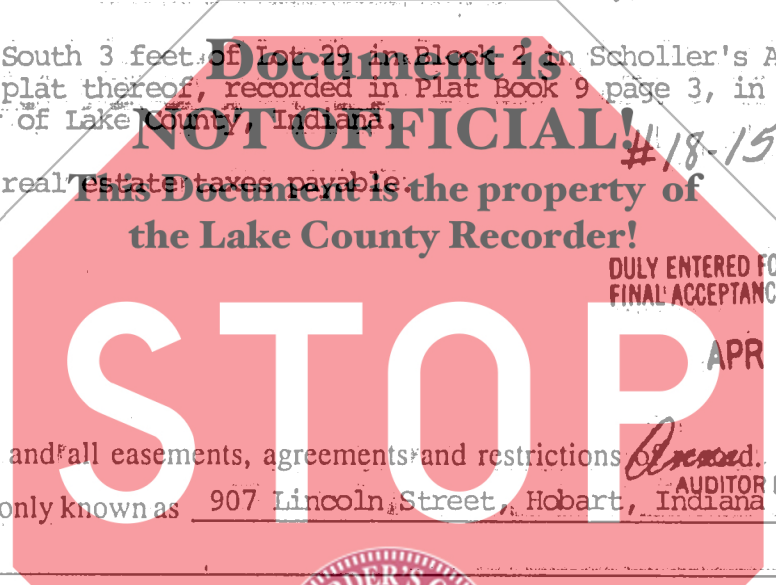 South 3 feet of Lot 29 in Block 2 in Scholler's A
Document is
plat thereof, recorded in Plat Book 9 page 3, in
of Lake County, Indiana.
NOT OFFICIAL!
#18-15
real estate taxes payable.
This Document is the property of
the Lake County Recorder!
DULY ENTERED FO
FINAL ACCEPTANC
STOP
APR
and all easements, agreements and restrictions of record.
AUDITOR
only known as 907 Lincoln Street, Hobart, Indiana